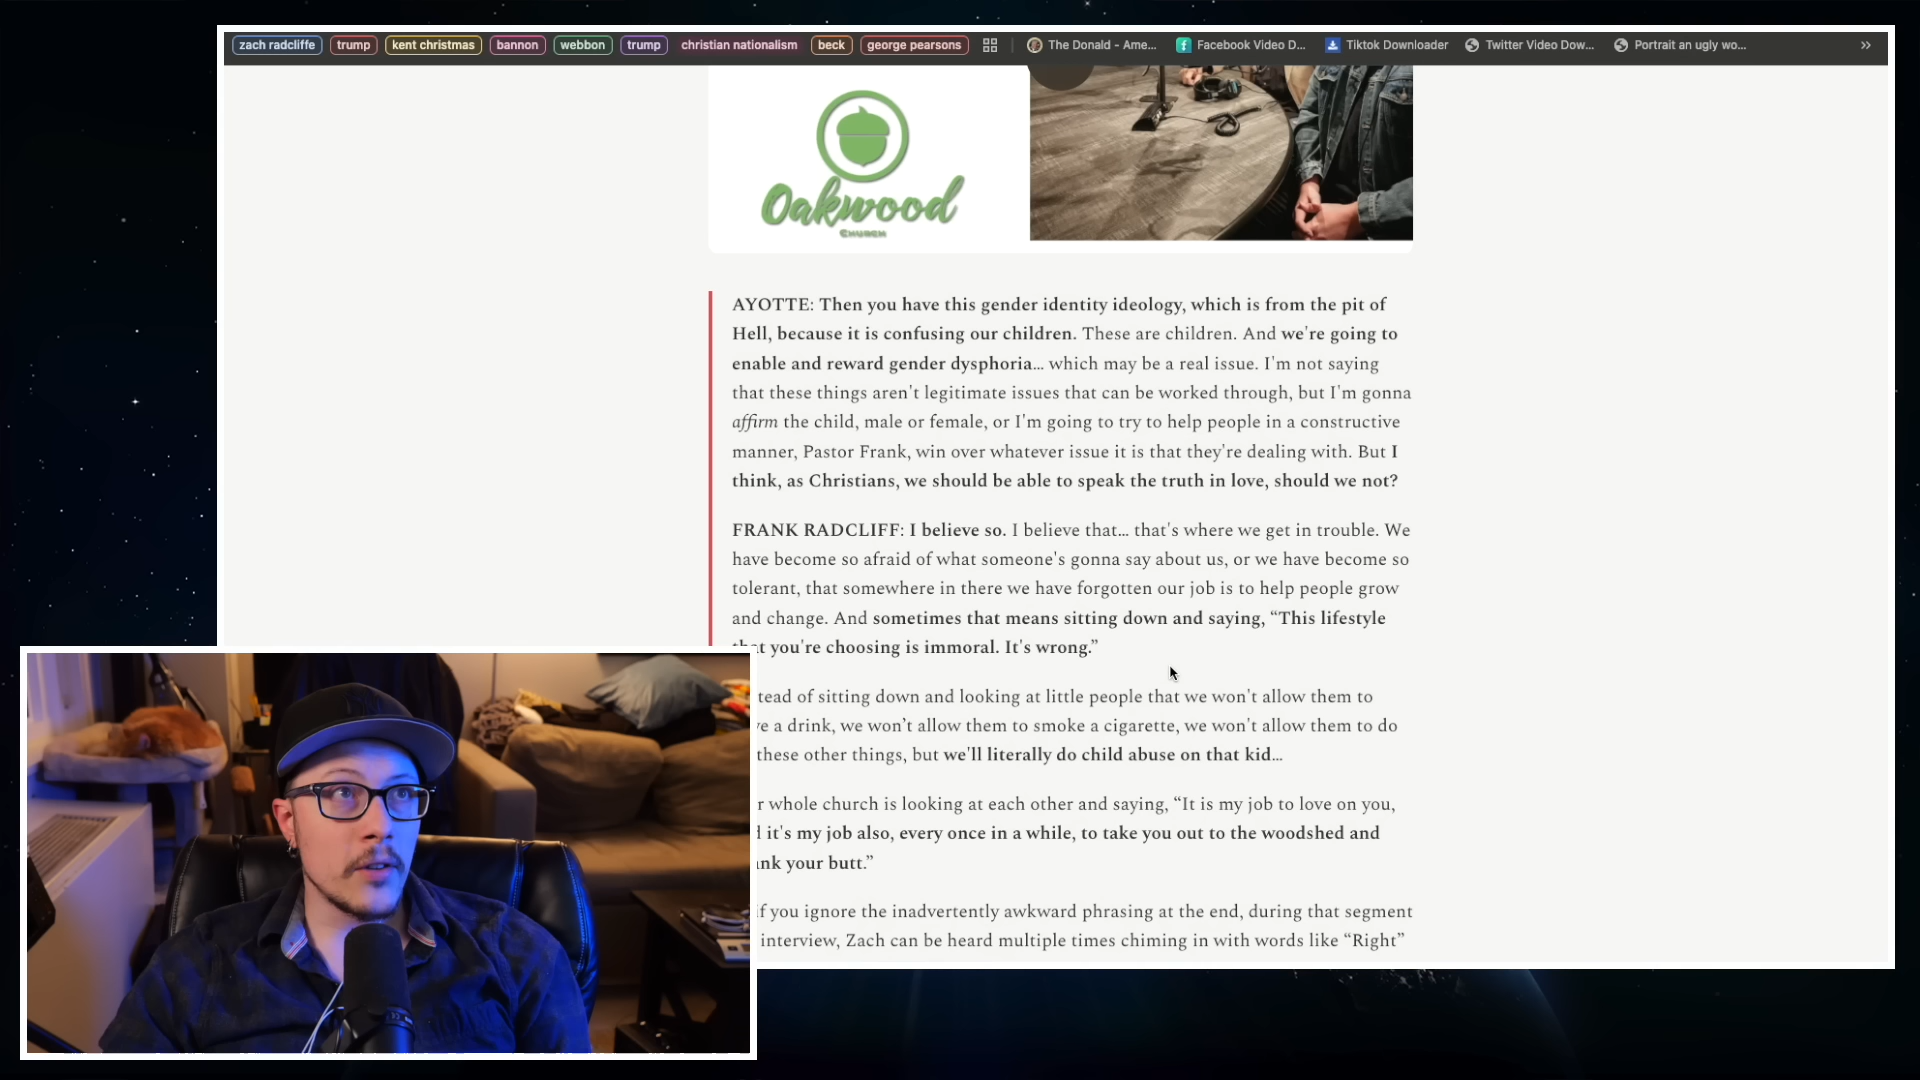 zach radcliffe trump kent christmas bannon webbon trump christian nationalism beck george pearsons The Donald - Ame... Facebook Video D... Tiktok Downloader Twitter Video Dow... Portrait an ugly wo... »
Oakwood
CHURCH
AYOTTE: Then you have this gender identity ideology, which is from the pit of
Hell, because it is confusing our children. These are children. And we're going to
enable and reward gender dysphoria... which may be a real issue. I'm not saying
that these things aren't legitimate issues that can be worked through, but I'm gonna
affirm the child, male or female, or I'm going to try to help people in a constructive
manner, Pastor Frank, win over whatever issue it is that they're dealing with. But I
think, as Christians, we should be able to speak the truth in love, should we not?
FRANK RADCLIFF: I believe so. I believe that... that's where we get in trouble. We
have become so afraid of what someone's gonna say about us, or we have become so
tolerant, that somewhere in there we have forgotten our job is to help people grow
and change. And sometimes that means sitting down and saying, “This lifestyle
that you're choosing is immoral. It's wrong.”
tead of sitting down and looking at little people that we won't allow them to
e a drink, we won’t allow them to smoke a cigarette, we won't allow them to do
these other things, but we'll literally do child abuse on that kid...
r whole church is looking at each other and saying, “It is my job to love on you,
it's my job also, every once in a while, to take you out to the woodshed and
nk your butt.”
if you ignore the inadvertently awkward phrasing at the end, during that segment
interview, Zach can be heard multiple times chiming in with words like “Right”